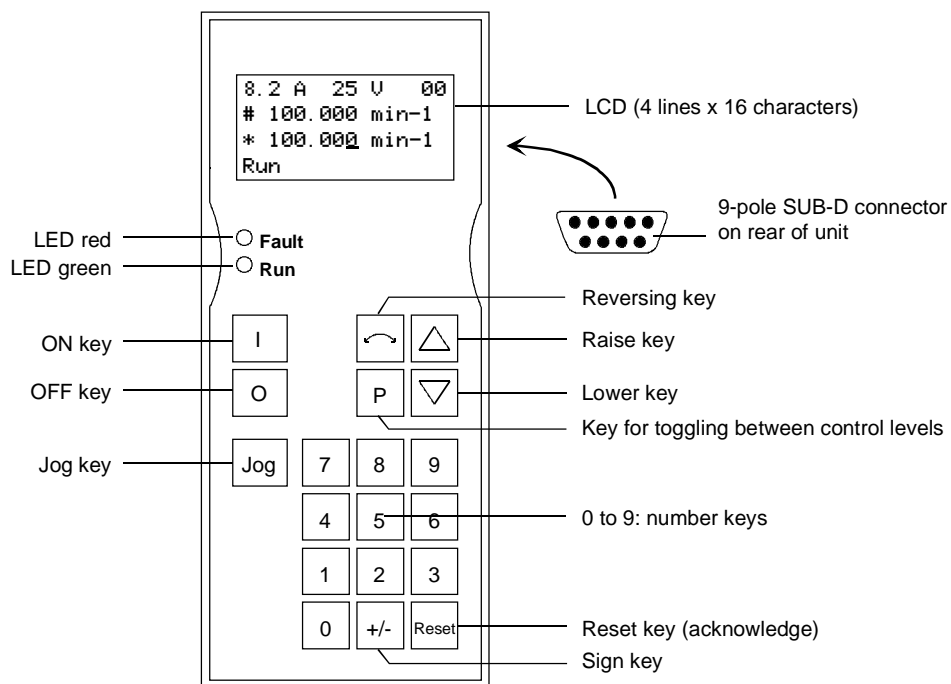 8.2 A 25 V 00
# 100.000 min-1
* 100.000 min-1
Run
LCD (4 lines x 16 characters)
9-pole SUB-D connector
on rear of unit
LED red
Fault
LED green
Run
Reversing key
ON key
I
Raise key
OFF key
O
P
Lower key
Key for toggling between control levels
Jog key
Jog
7
8
9
4
5
6
0 to 9: number keys
1
2
3
0
+/-
Reset
Reset key (acknowledge)
Sign key